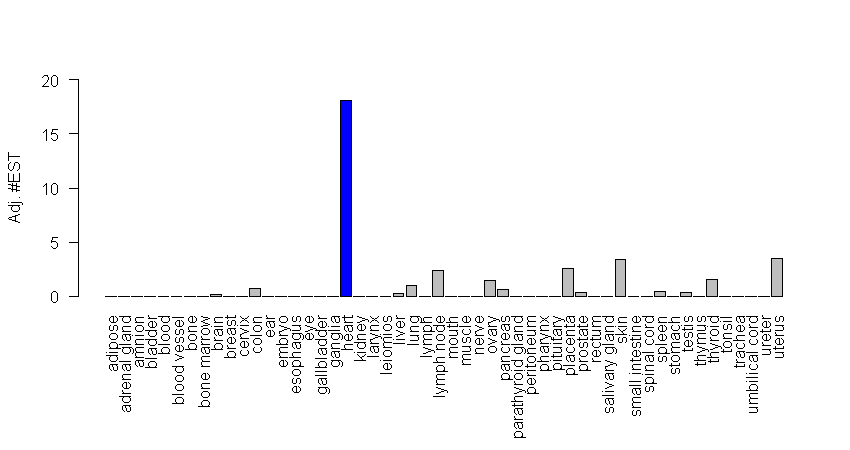 Adj. #EST
20
15
10
5
0
adipose
adrenal gland
amnion
bladder
blood
blood vessel
bone
bone marrow
brain
breast
cervix
colon
ear
embryo
esophagus
eye
gallbladder
ganglia
heart
kidney
larynx
leiomios
liver
lung
lymph
lymph node
mouth
muscle
nerve
ovary
pancreas
parathyroid gland
peritoneum
pharynx
pituitary
placenta
prostate
rectum
salivary gland
skin
small intestine
spinal cord
spleen
stomach
testis
thymus
thyroid
tonsil
trachea
umbilical cord
ureter
uterus